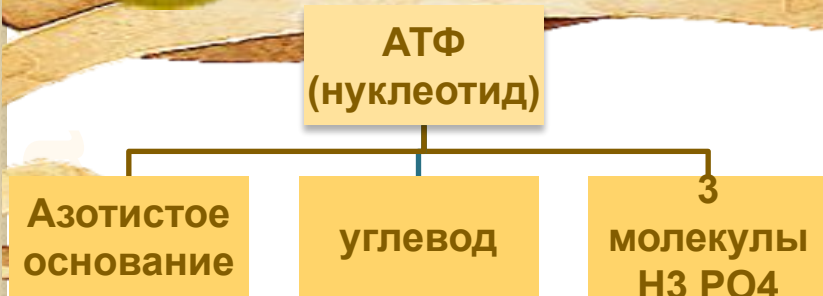 АТФ
(нуклеотид)
Азотистое
основание
углевод
3
молекулы
Н3 РО4